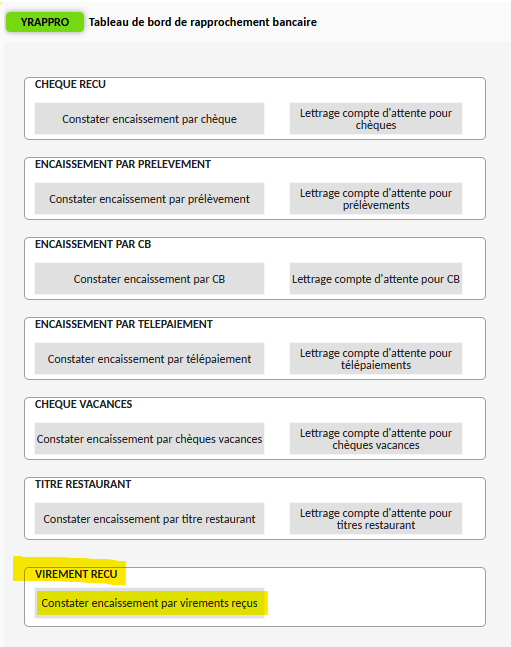 YRAPPRO Tableau de bord de rapprochement bancaire
CHEQUE RECU
Constater encaissement par chèque
Lettrage compte d'attente pour
chèques
ENCAISSEMENT PAR PRELEVEMENT
Constater encaissement par prélèvement
Lettrage compte d'attente pour
prélèvements
ENCAISSEMENT PAR CB
Constater encaissement par CB
Lettrage compte d'attente pour CB
ENCAISSEMENT PAR TELEPAIEMENT
Constater encaissement par télépaiement
Lettrage compte d'attente pour
télépaiements
CHEQUE VACANCES
Constater encaissement par chèques vacances
Lettrage compte d'attente pour
chèques vacances
TITRE RESTAURANT
Constater encaissement par titre restaurant
Lettrage compte d'attente pour
titres restaurant
VIREMENT RECU
Constater encaissement par virements reçus